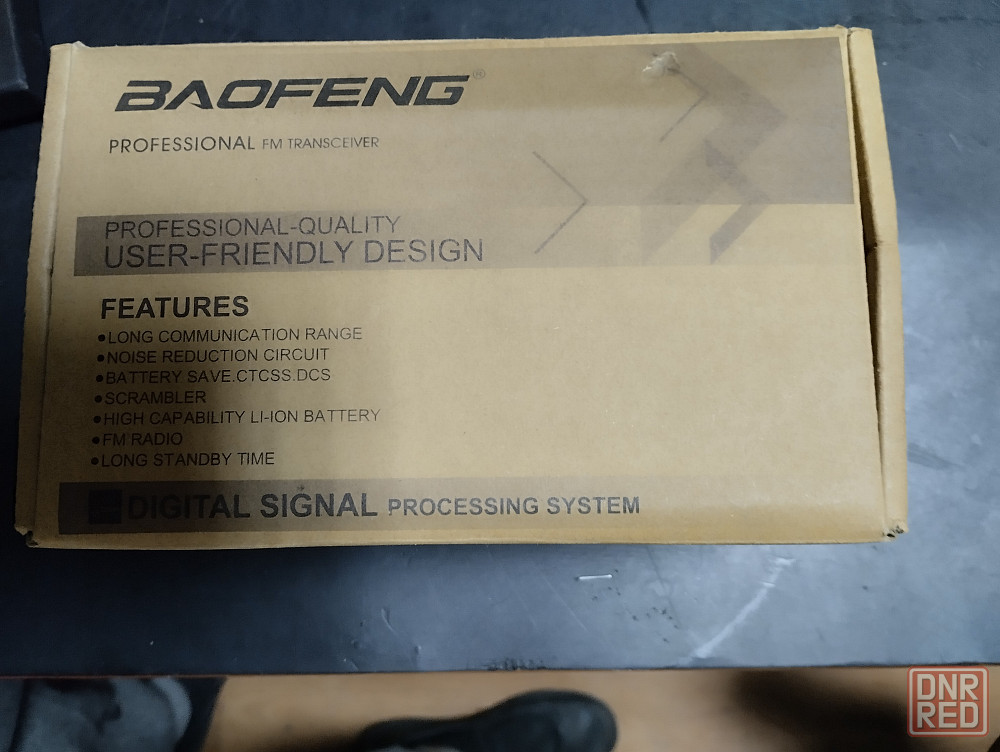 BAOFENG®
PROFESSIONAL FM TRANSCEIVER
PROFESSIONAL-QUALITY
USER-FRIENDLY DESIGN
FEATURES
•LONG COMMUNICATION RANGE
•NOISE REDUCTION CIRCUIT
•BATTERY SAVE.CTCSS.DCS
•SCRAMBLER
•HIGH CAPABILITY LI-ION BATTERY
•FM RADIO
•LONG STANDBY TIME
DIGITAL SIGNAL PROCESSING SYSTEM
DNR
RED